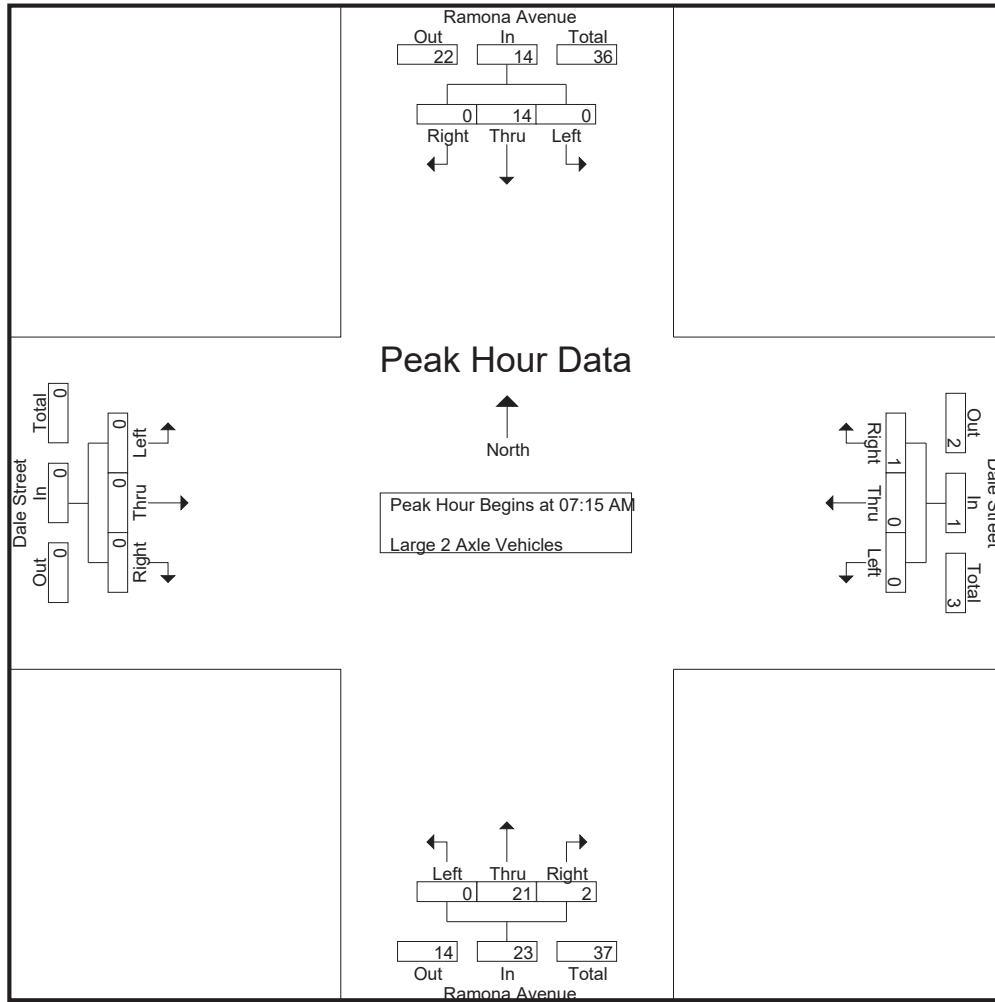 Ramona Avenue
Out In Total
22 14 36
0 14 0
Right Thru Left
Peak Hour Data
North
Peak Hour Begins at 07:15 AM
Large 2 Axle Vehicles
Dale Street
Total In Out
0 0 0
0 0 0
Left Thru Right
Right Thru Left
1 0 0
Out In Total
2 1 3
Dale Street
Left Thru Right
0 21 2
14 23 37
Out In Total
Ramona Avenue